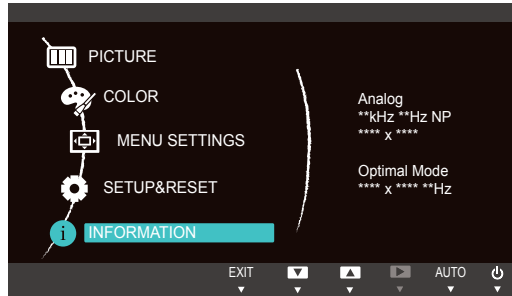 PICTURE
COLOR
MENU SETTINGS
SETUP&RESET
i INFORMATION
Analog
**kHz **Hz NP
**** x ****
Optimal Mode
**** x **** **Hz
EXIT
AUTO